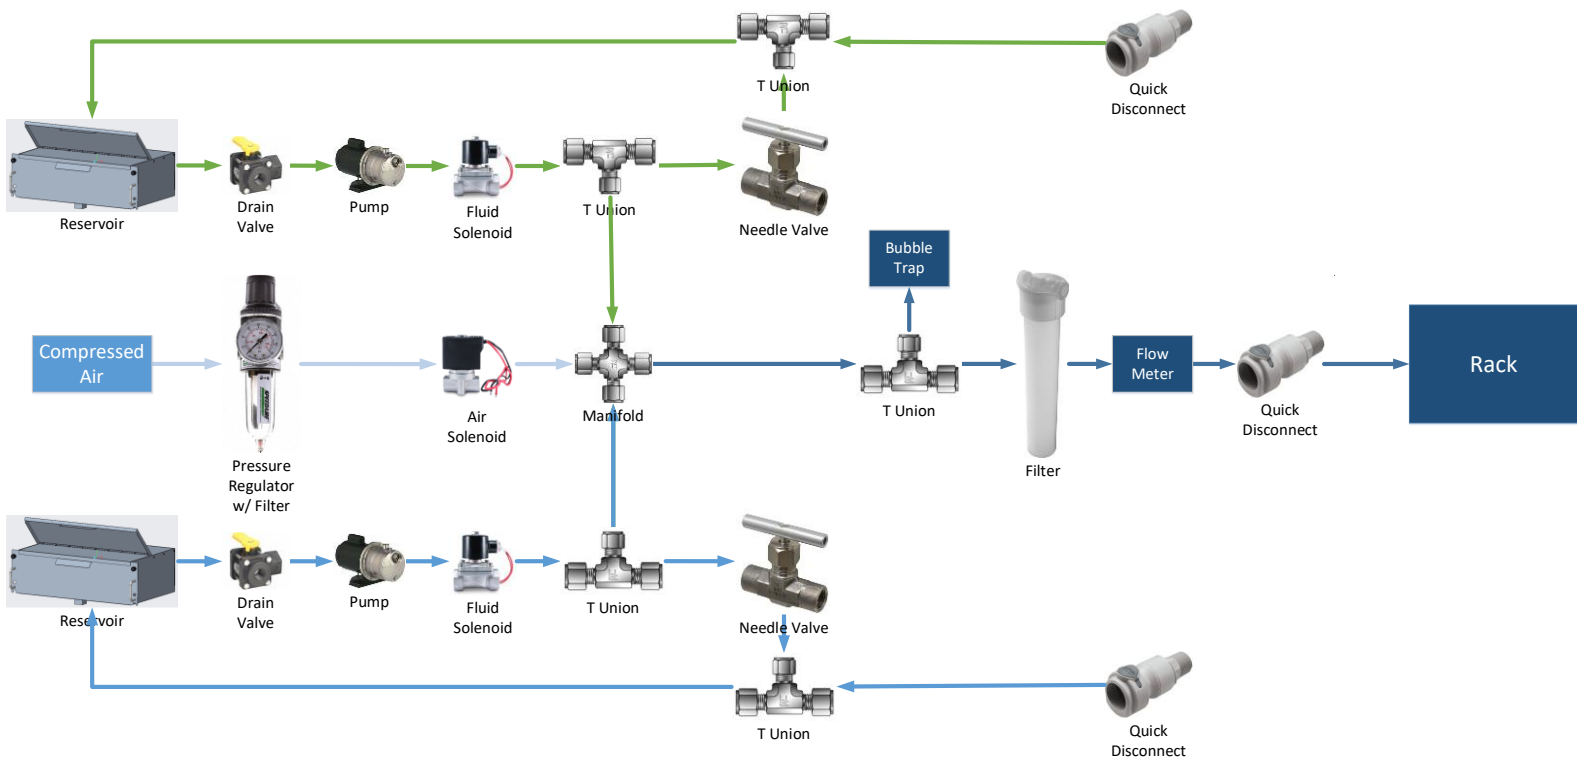 T Union
Quick
Disconnect
Reservoir
Drain
Valve
Pump
Fluid
Solenoid
T Union
Needle Valve
Bubble
Trap
Compressed
Air
Pressure
Regulator
w/ Filter
Air
Solenoid
Manifold
T Union
Filter
Flow
Meter
Quick
Disconnect
Rack
Reservoir
Drain
Valve
Pump
Fluid
Solenoid
T Union
Needle Valve
T Union
Quick
Disconnect